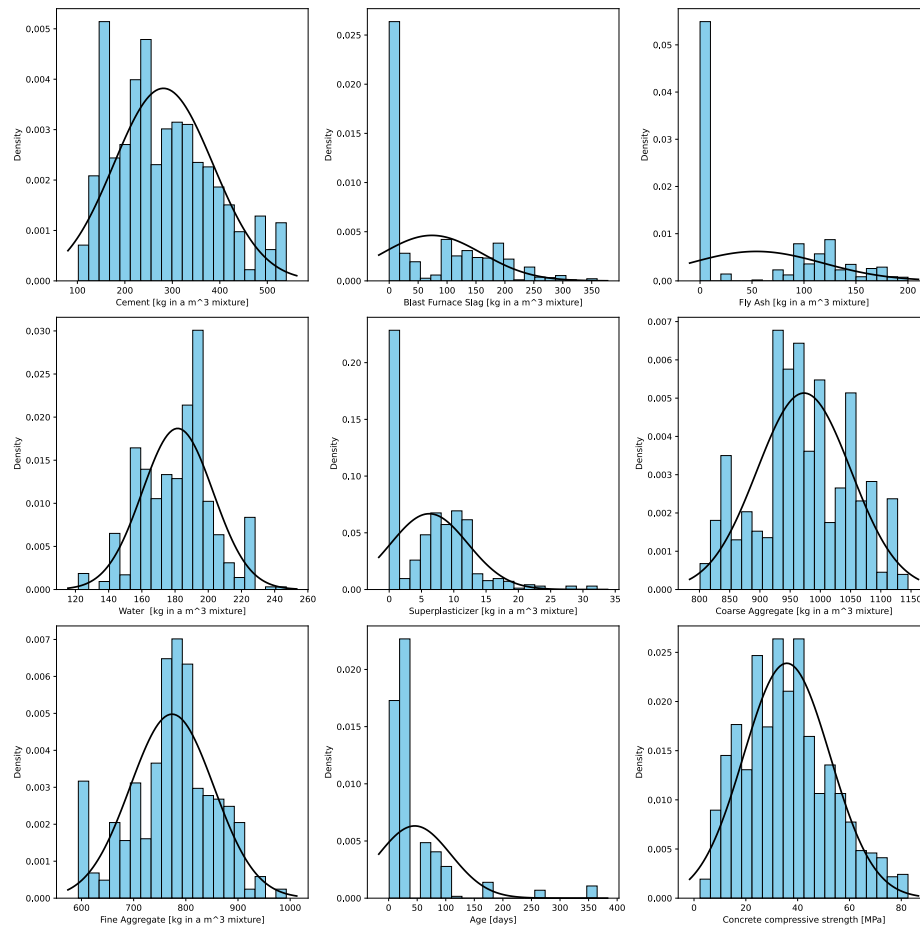 0.005
0.004
0.003
0.002
0.001
0.000
Density
100 200 300 400 500
Cement [kg in a m^3 mixture]
0.025
0.020
0.015
0.010
0.005
0.000
Density
0 50 100 150 200 250 300 350
Blast Furnace Slag [kg in a m^3 mixture]
0.05
0.04
0.03
0.02
0.01
0.00
Density
0 50 100 150 200
Fly Ash [kg in a m^3 mixture]
0.030
0.025
0.020
0.015
0.010
0.005
0.000
Density
120 140 160 180 200 220 240 260
Water [kg in a m^3 mixture]
0.20
0.15
0.10
0.05
0.00
Density
0 5 10 15 20 25 30 35
Superplasticizer [kg in a m^3 mixture]
0.007
0.006
0.005
0.004
0.003
0.002
0.001
0.000
Density
800 850 900 950 1000 1050 1100 1150
Coarse Aggregate [kg in a m^3 mixture]
0.007
0.006
0.005
0.004
0.003
0.002
0.001
0.000
Density
600 700 800 900 1000
Fine Aggregate [kg in a m^3 mixture]
0.020
0.015
0.010
0.005
0.000
Density
0 50 100 150 200 250 300 350 400
Age [days]
0.025
0.020
0.015
0.010
0.005
0.000
Density
0 20 40 60 80
Concrete compressive strength [MPa]